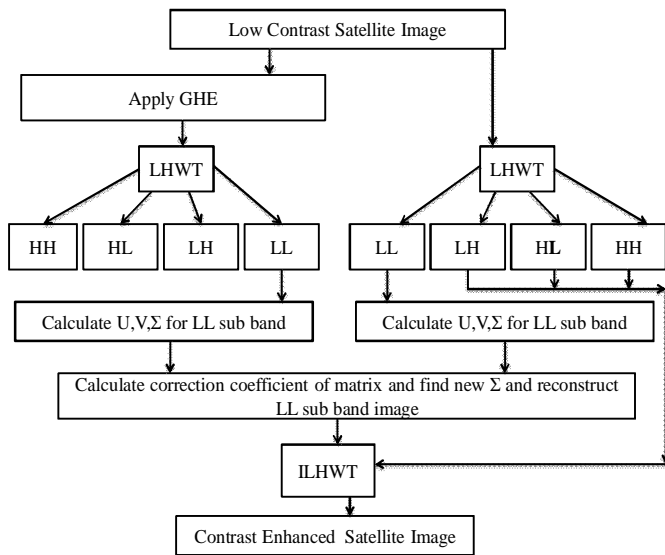 Low Contrast Satellite Image
Apply GHE
LHWT
LHWT
HH
HL
LH
LL
LL
LH
HL
HH
Calculate U,V,Σ for LL sub band
Calculate U,V,Σ for LL sub band
Calculate correction coefficient of matrix and find new Σ and reconstruct
LL sub band image
ILHWT
Contrast Enhanced Satellite Image